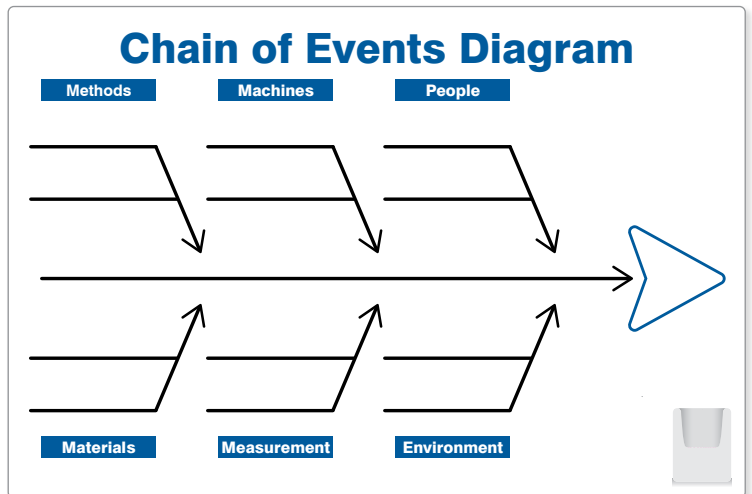 Chain of Events Diagram
Methods
Machines
People
Materials
Measurement
Environment